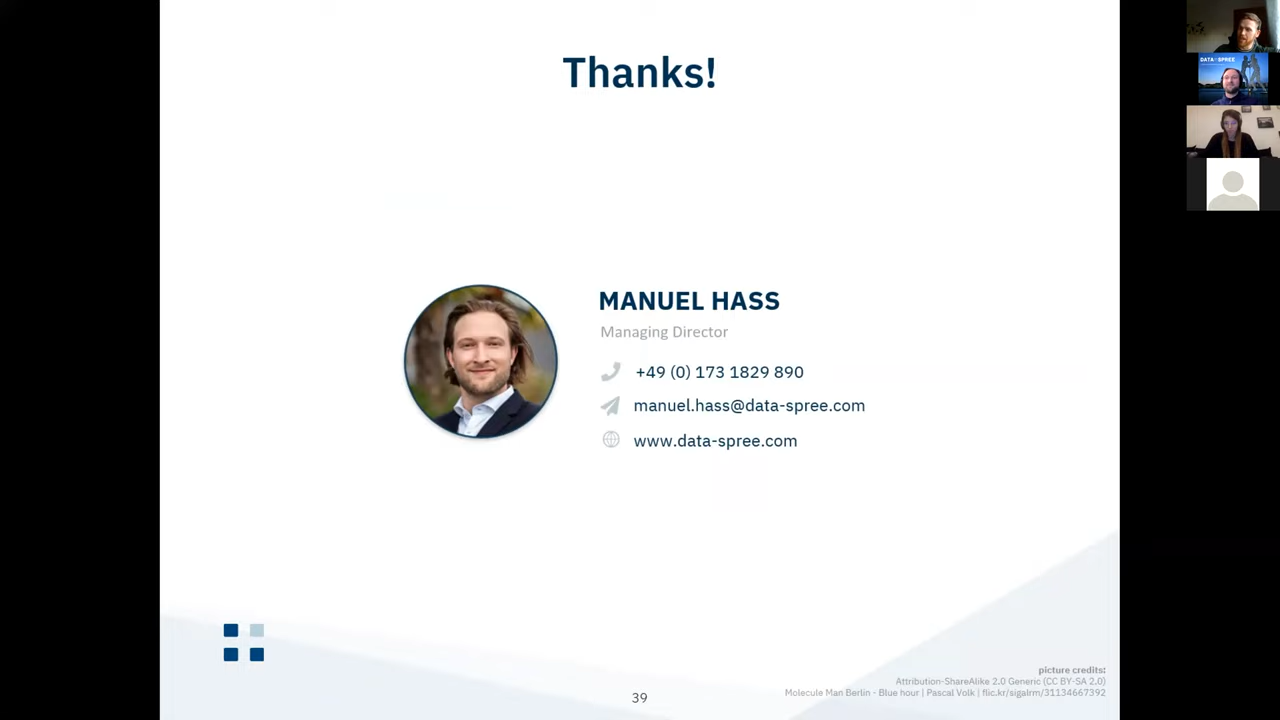 Thanks!
MANUEL HASS
Managing Director
+49 (0) 173 1829 890
manuel.hass@data-spree.com
www.data-spree.com
39
picture credits:
Attribution-ShareAlike 2.0 Generic (CC BY-SA 2.0)
Molecule Man Berlin - Blue hour | Pascal Volk | flic.kr/sigalrm/31134667392
DATA SPREE